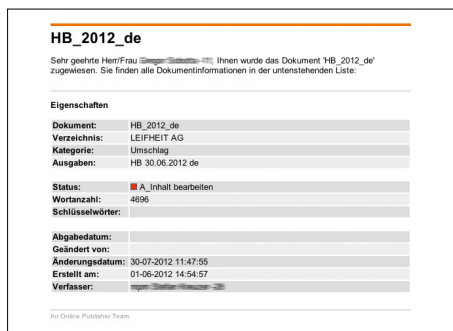 HB_2012_de
Sehr geehrte Herr/Frau Ihnen wurde das Dokument 'HB_2012_de'
zugewiesen. Sie finden alle Dokumentinformationen in der untenstehenden Liste:
Eigenschaften
Dokument: HB_2012_de
Verzeichnis: LEIFHEIT AG
Kategorie: Umschlag
Ausgaben: HB 30.06.2012 de
Status: A_Inhalt bearbeiten
Wortanzahl: 4696
Schlüsselwörter:
Abgabedatum:
Geändert von:
Änderungsdatum: 30-07-2012 11:47:55
Erstellt am: 01-06-2012 14:54:57
Verfasser:
Ihr Online Publisher Team